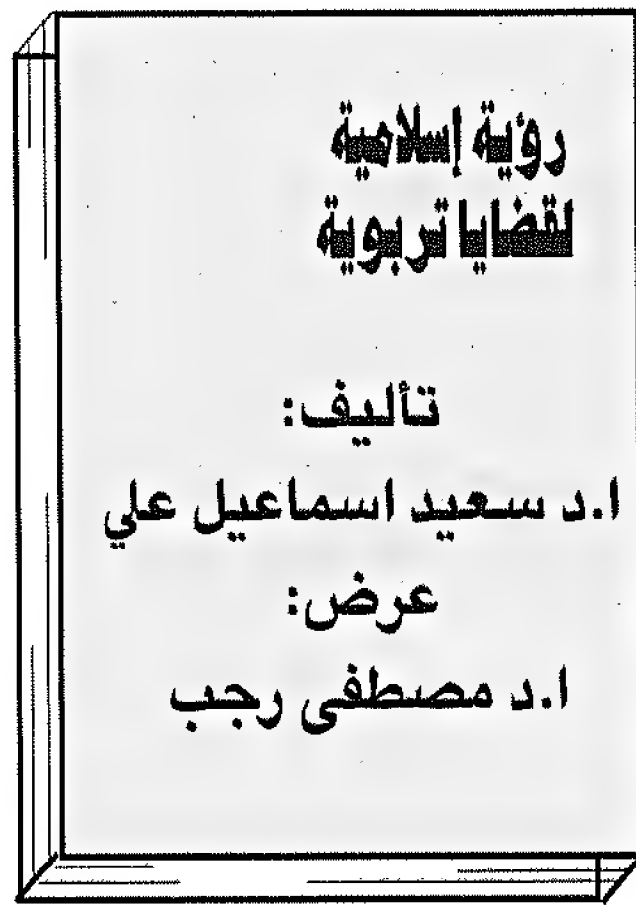 رؤية إسلامية
لقضايا تربوية
تأليف:
ا.د سعيد اسماعيل علي
عرض:
ا.د مصطفى رجب